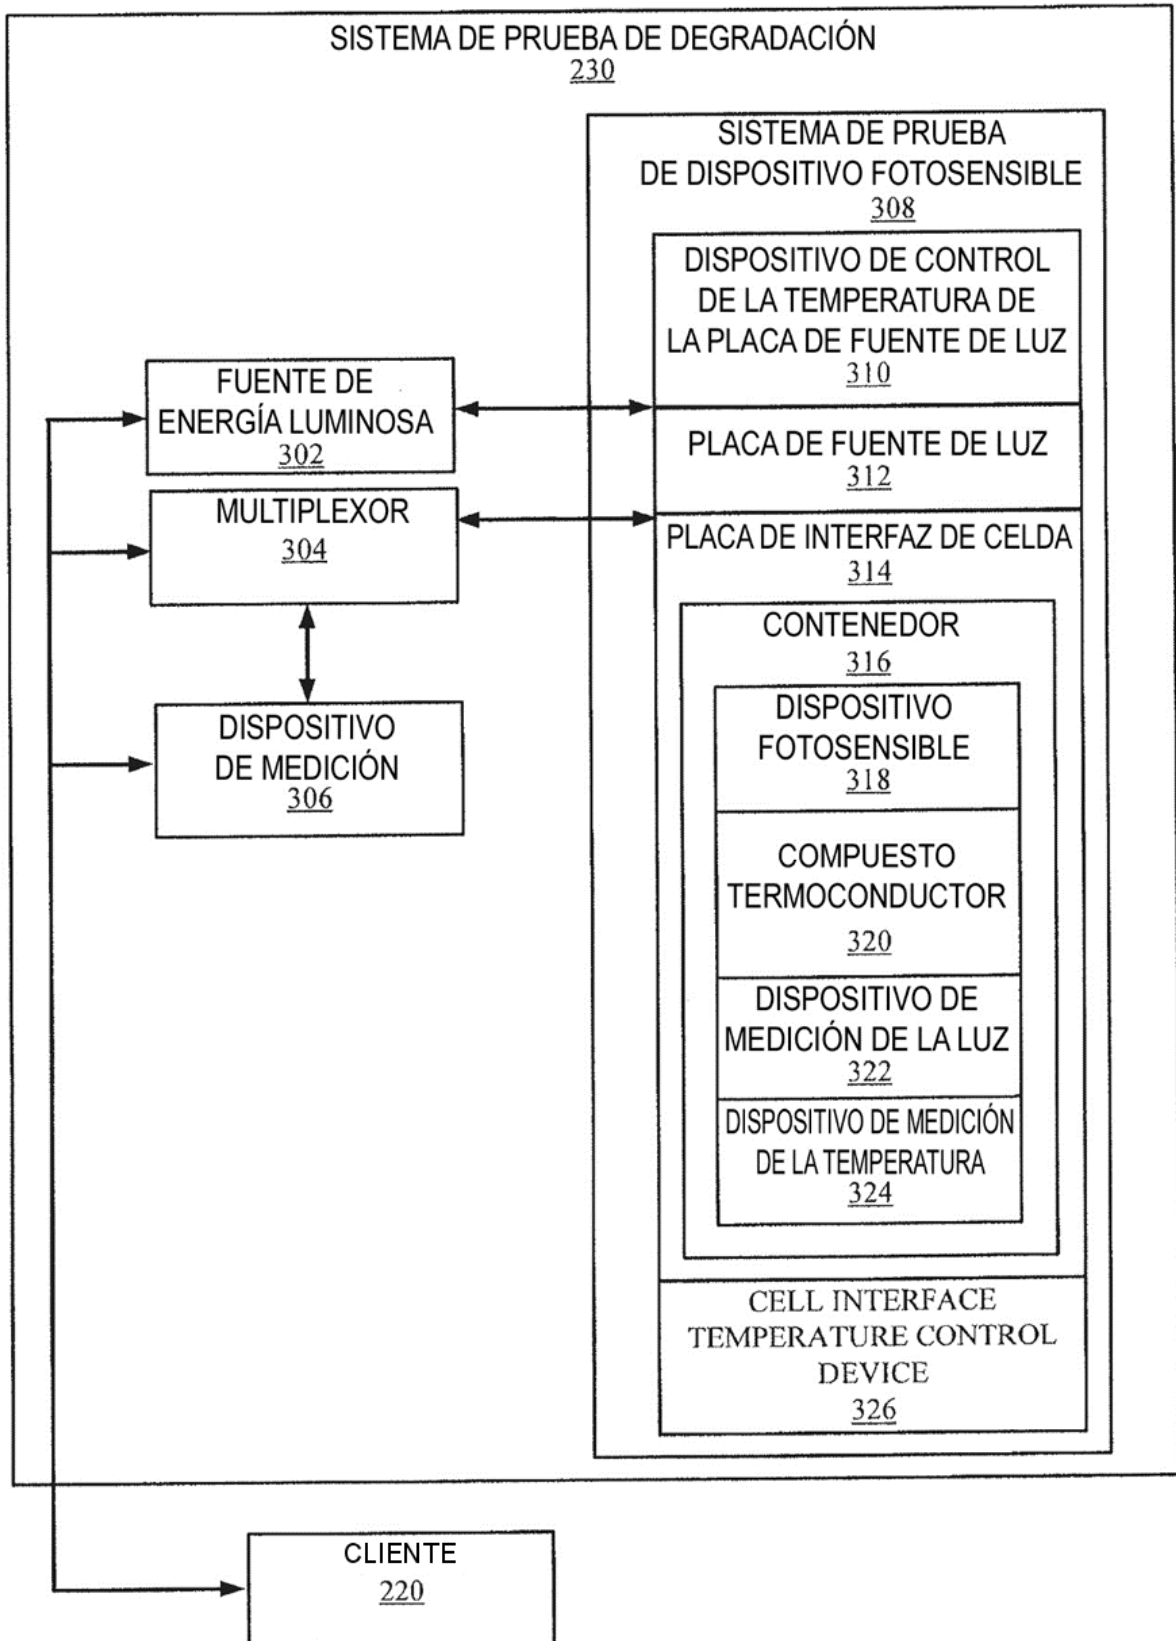 SISTEMA DE PRUEBA DE DEGRADACIÓN
230
SISTEMA DE PRUEBA
DE DISPOSITIVO FOTOSENSIBLE
308
DISPOSITIVO DE CONTROL
DE LA TEMPERATURA DE
LA PLACA DE FUENTE DE LUZ
310
FUENTE DE
ENERGÍA LUMINOSA
302
PLACA DE FUENTE DE LUZ
312
MULTIPLEXOR
304
PLACA DE INTERFAZ DE CELDA
314
CONTENEDOR
316
DISPOSITIVO
FOTOSENSIBLE
318
DISPOSITIVO
DE MEDICIÓN
306
COMPUESTO
TERMOCONDUCTOR
320
DISPOSITIVO DE
MEDICIÓN DE LA LUZ
322
DISPOSITIVO DE MEDICIÓN
DE LA TEMPERATURA
324
CELL INTERFACE
TEMPERATURE CONTROL
DEVICE
326
CLIENTE
220